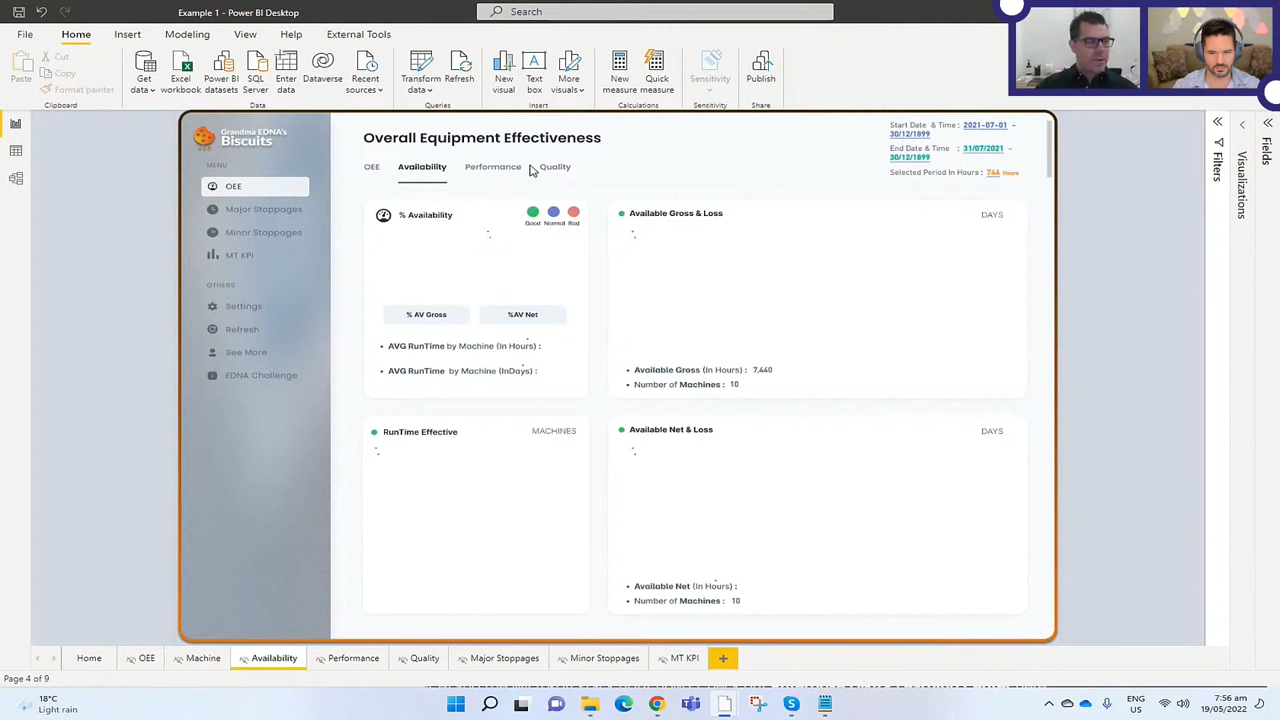 Example 1 - Power BI Desktop
Search
File Home Insert Modeling View Help External Tools
Paste
Cut
Copy
Format painter
Get data
Excel workbook
Power BI datasets
SQL Server
Enter data
Dataverse
Recent sources
Transform data
Refresh
New visual
Text box
More visuals
New measure
Quick measure
Sensitivity
Publish
Clipboard
Data
Queries
Insert
Calculations
Sensitivity
Share
Grandma EDNA's
Biscuits
MENU
OEE
Major Stoppages
Minor Stoppages
MT KPI
OTHERS
Settings
Refresh
See More
EDNA Challenge
Overall Equipment Effectiveness
OEE Availability Performance Quality
Start Date & Time : 2021-07-01 -
30/12/1899
End Date & Time : 31/07/2021 -
30/12/1899
Selected Period In Hours : 744 Hours
% Availability
Good Normal Bad
% AV Gross %AV Net
• AVG RunTime by Machine (In Hours) :
• AVG RunTime by Machine (InDays) :
Available Gross & Loss DAYS
• Available Gross (In Hours) : 7,440
• Number of Machines : 10
RunTime Effective MACHINES
Available Net & Loss DAYS
• Available Net (In Hours) :
• Number of Machines : 10
Filters
Visualizations
Fields
Home OEE Machine Availability Performance Quality Major Stoppages Minor Stoppages MT KPI
Page 4 of 9
18°C
Light rain
ENG
US
7:56 am
19/05/2022